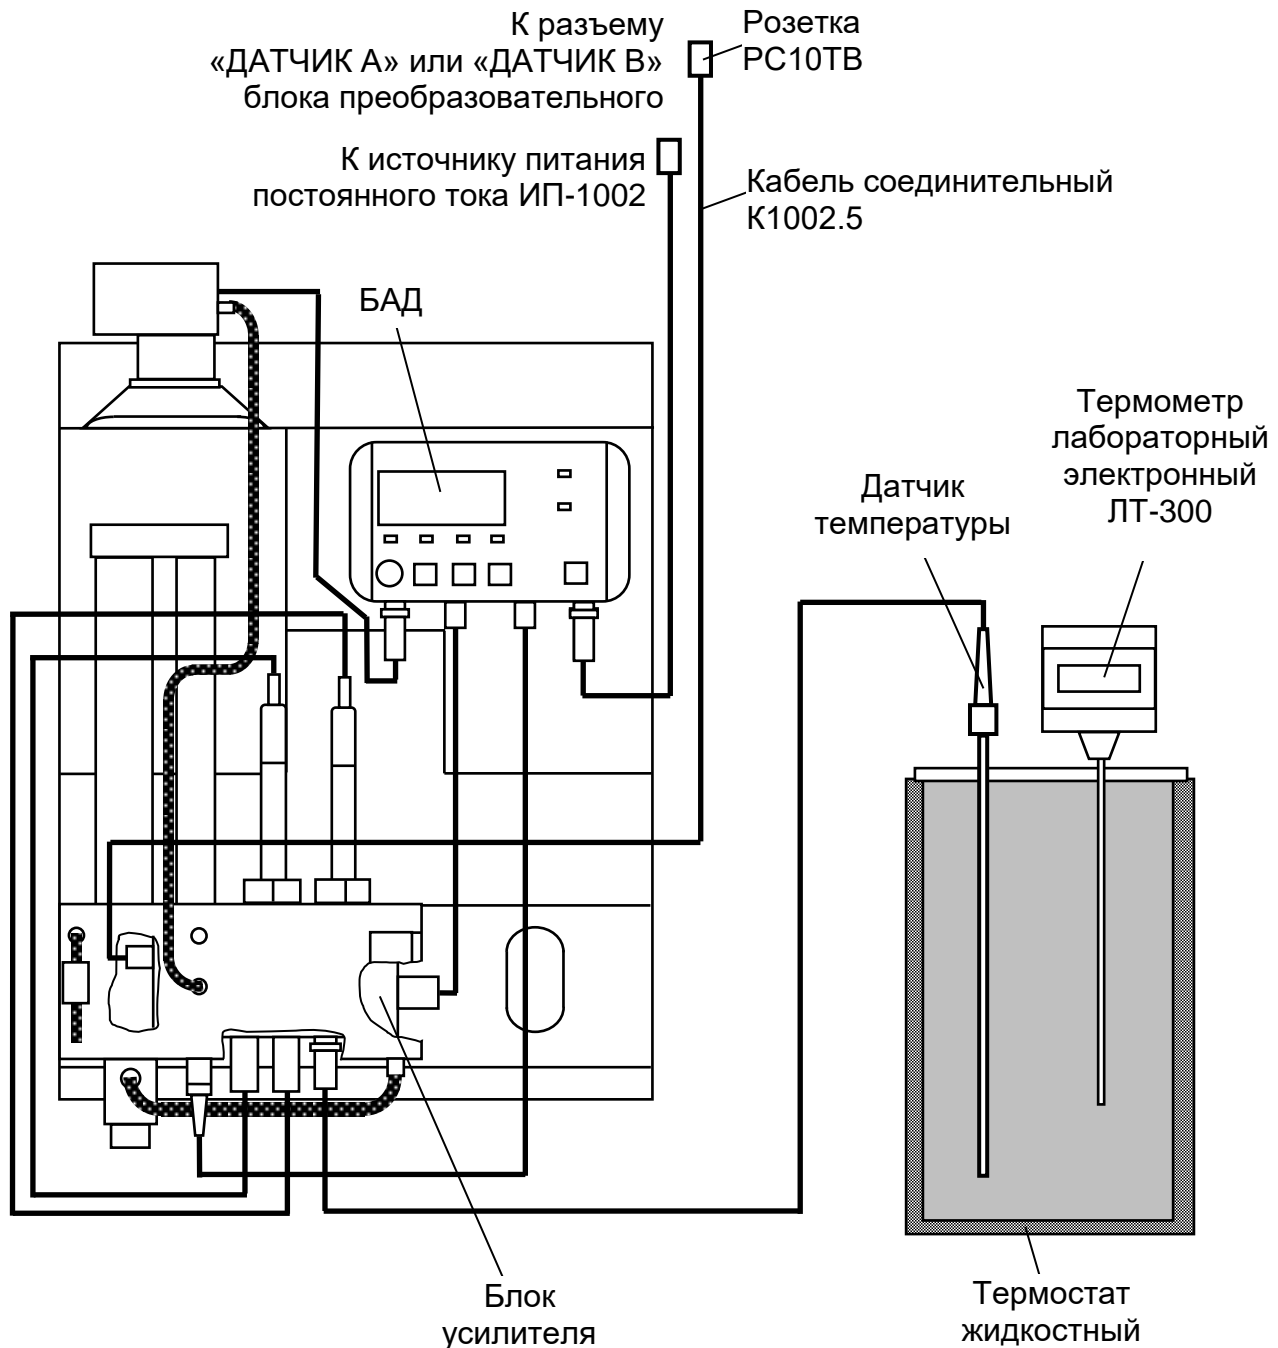 К разъему
«ДАТЧИК А» или «ДАТЧИК В»
блока преобразовательного
Розетка
РС10ТВ
К источнику питания
постоянного тока ИП-1002
Кабель соединительный
К1002.5
БАД
Термометр
лабораторный
электронный
ЛТ-300
Датчик
температуры
Блок
усилителя
Термостат
жидкостный